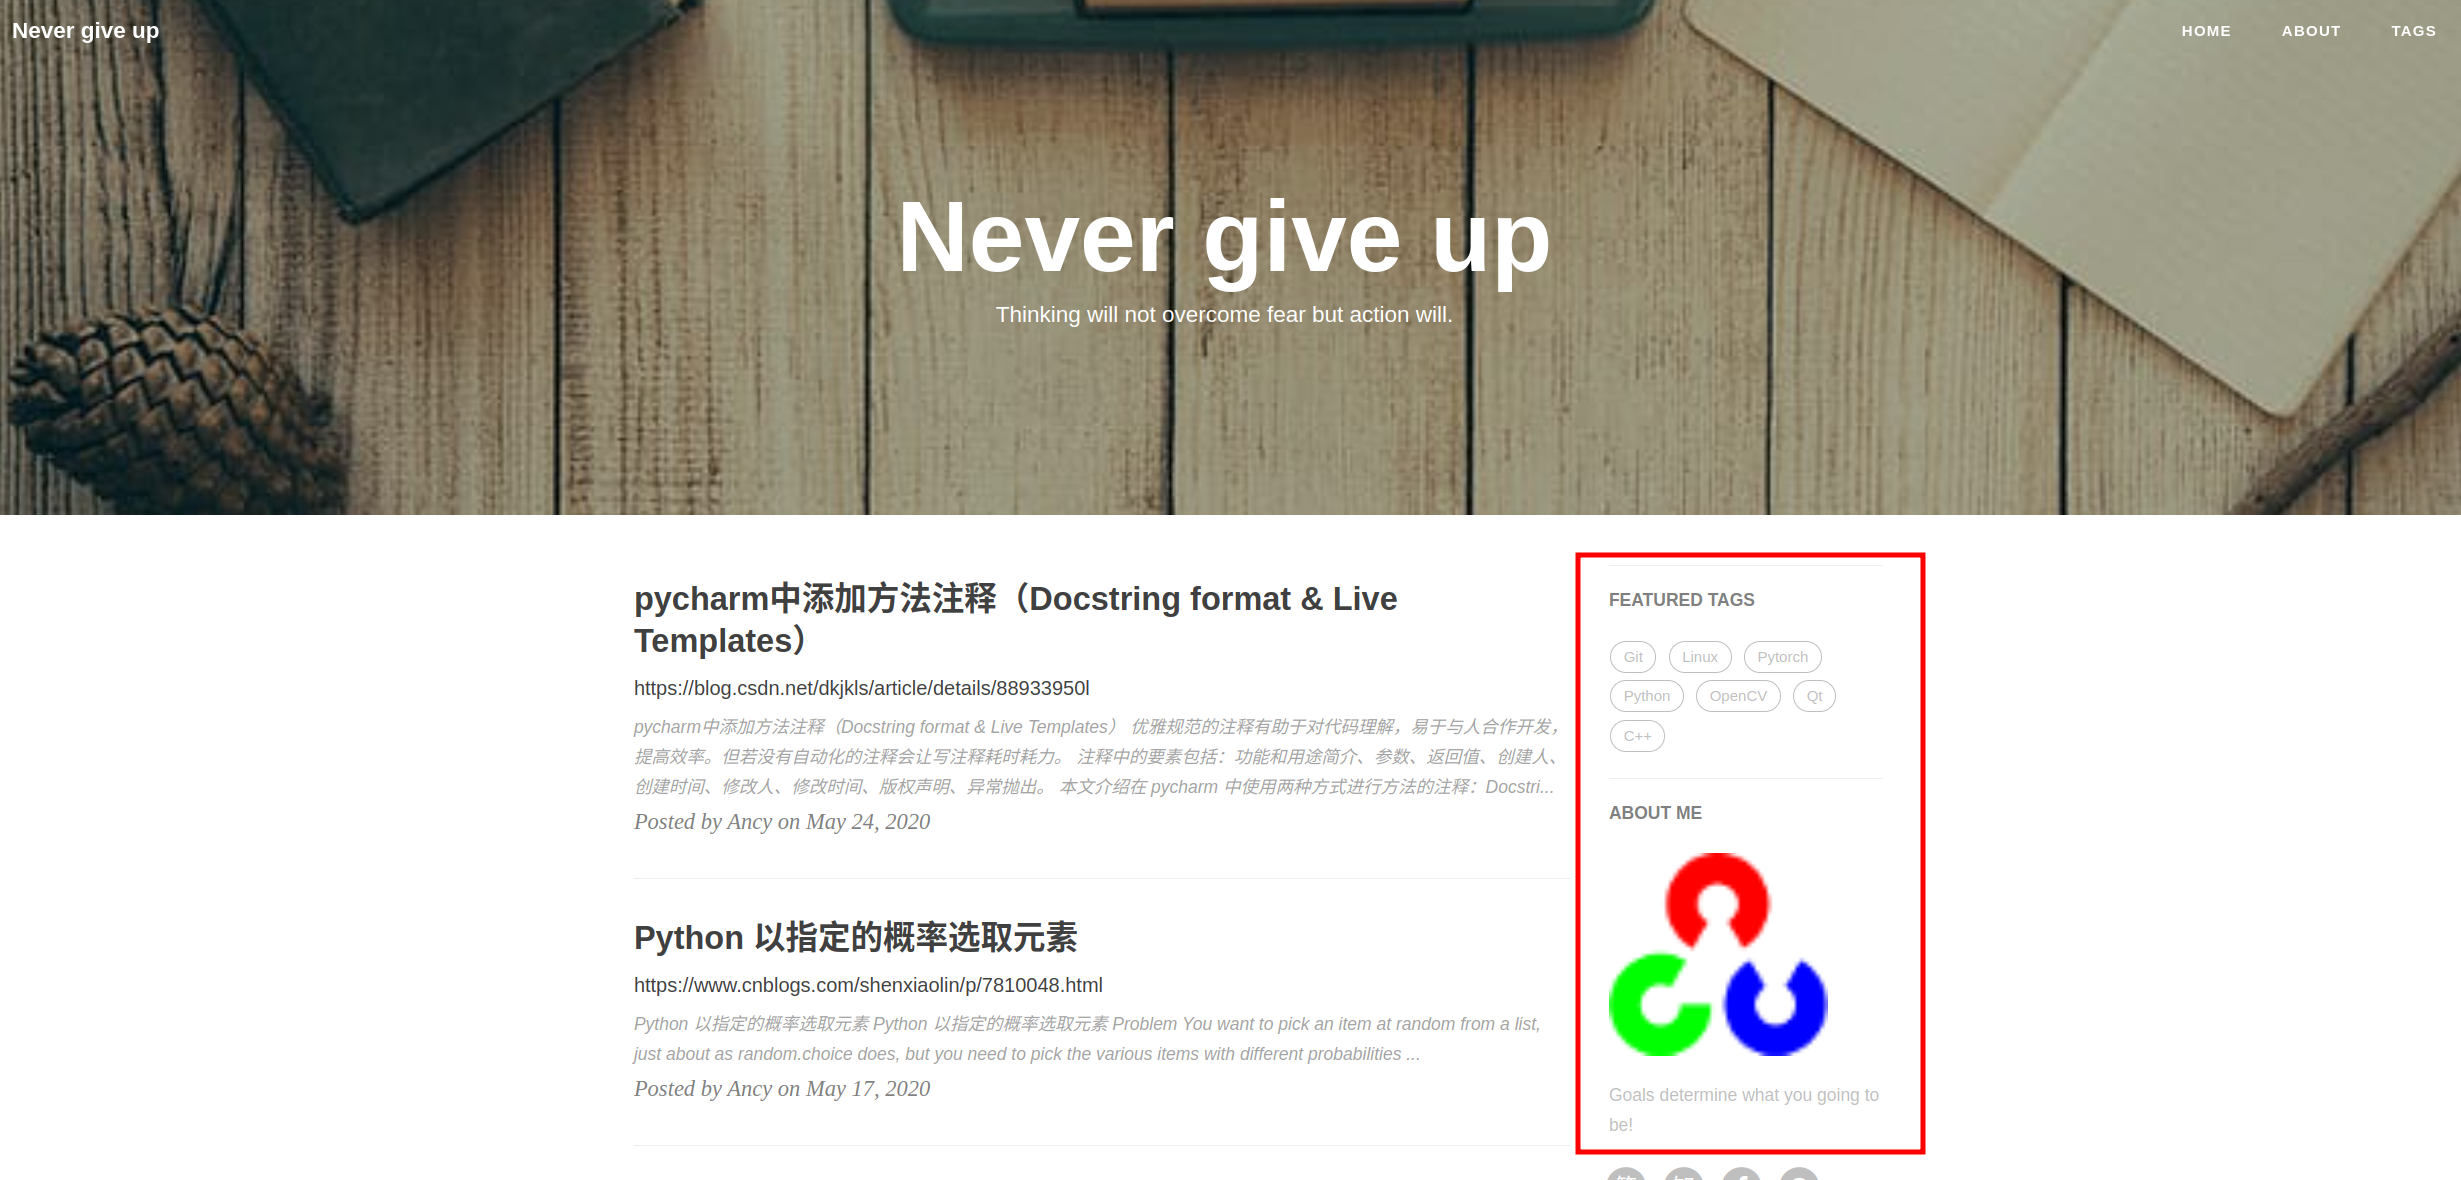 Never give up
HOME ABOUT TAGS
Never give up
Thinking will not overcome fear but action will.
pycharm中添加方法注释（Docstring format & Live
Templates）
https://blog.csdn.net/dkjkls/article/details/88933950l
pycharm中添加方法注释（Docstring format & Live Templates） 优雅规范的注释有助于对代码理解，易于与人合作开发，
提高效率。但若没有自动化的注释会让写注释耗时耗力。 注释中的要素包括：功能和用途简介、参数、返回值、创建人、
创建时间、修改人、修改时间、版权声明、异常抛出。 本文介绍在 pycharm 中使用两种方式进行方法的注释：Docstri...
Posted by Ancy on May 24, 2020
Python 以指定的概率选取元素
https://www.cnblogs.com/shenxiaolin/p/7810048.html
Python 以指定的概率选取元素 Python 以指定的概率选取元素 Problem You want to pick an item at random from a list,
just about as random.choice does, but you need to pick the various items with different probabilities ...
Posted by Ancy on May 17, 2020
FEATURED TAGS
Git Linux Pytorch
Python OpenCV Qt
C++
ABOUT ME
Goals determine what you going to
be!